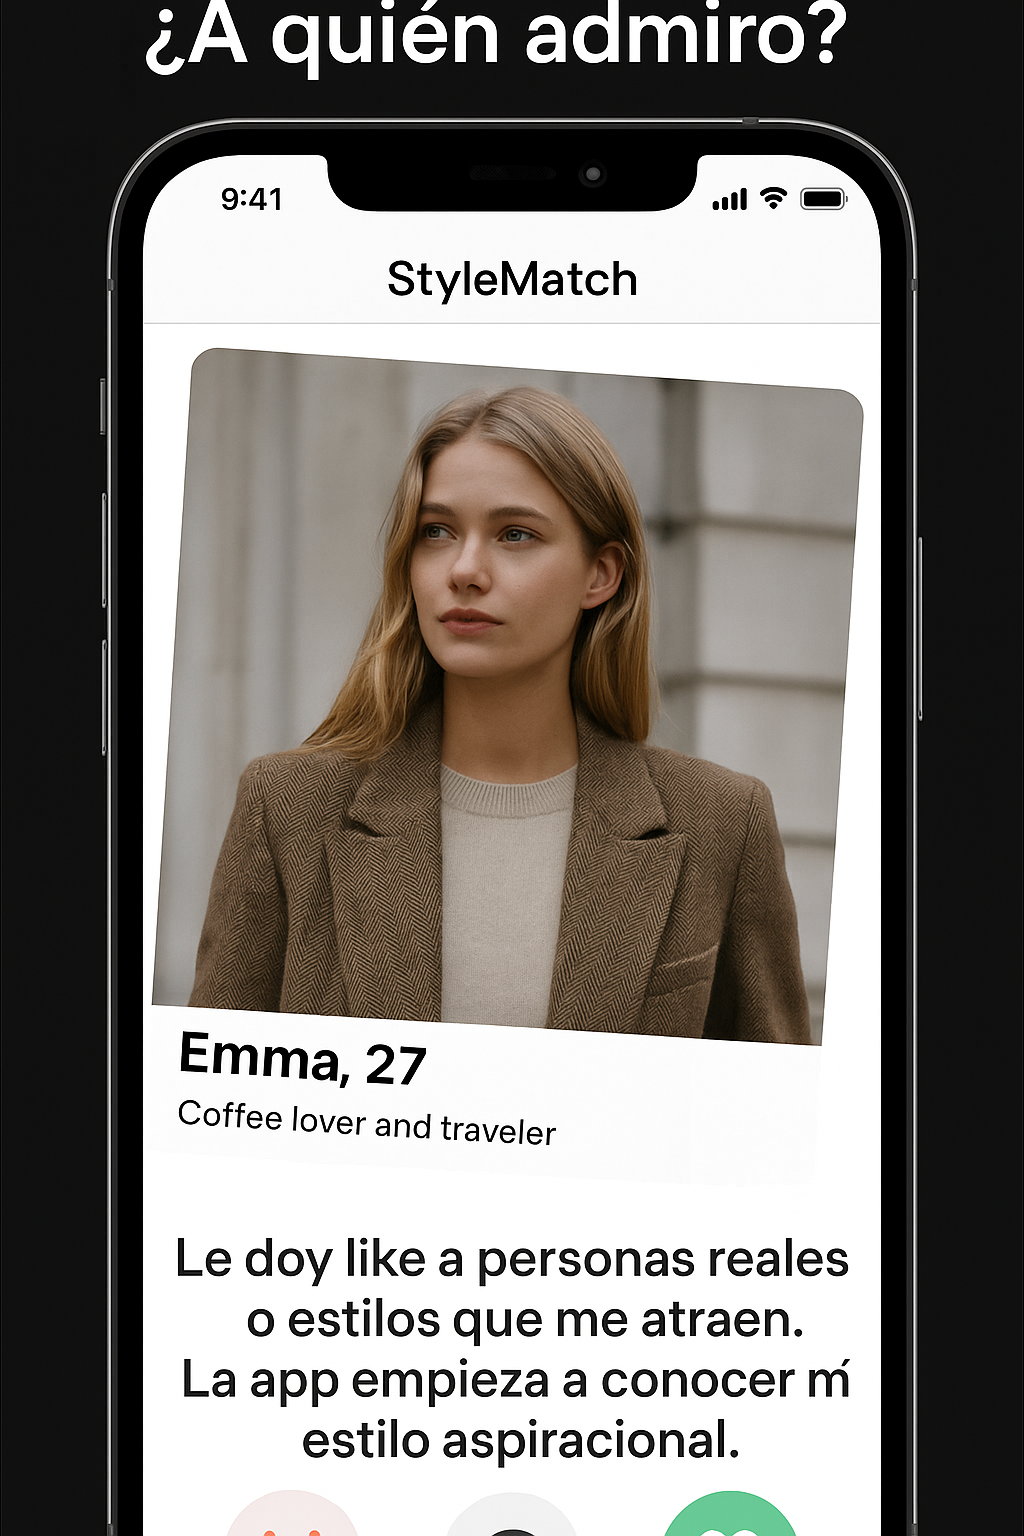 ¿A quién admiro?
9:41
StyleMatch
Emma, 27
Coffee lover and traveler
Le doy like a personas reales
o estilos que me atraen.
La app empieza a conocer ḿ
estilo aspiracional.